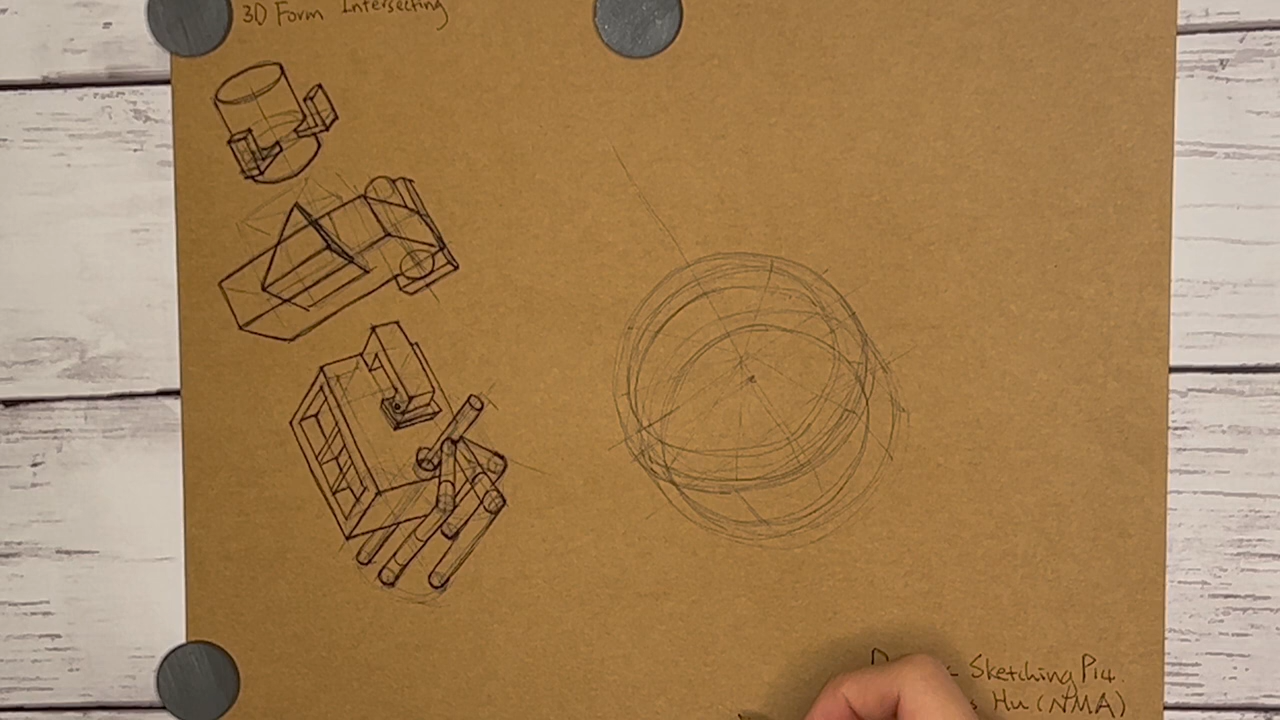 3D Form Intersecting
Sketching P14.
Hu (NMA)